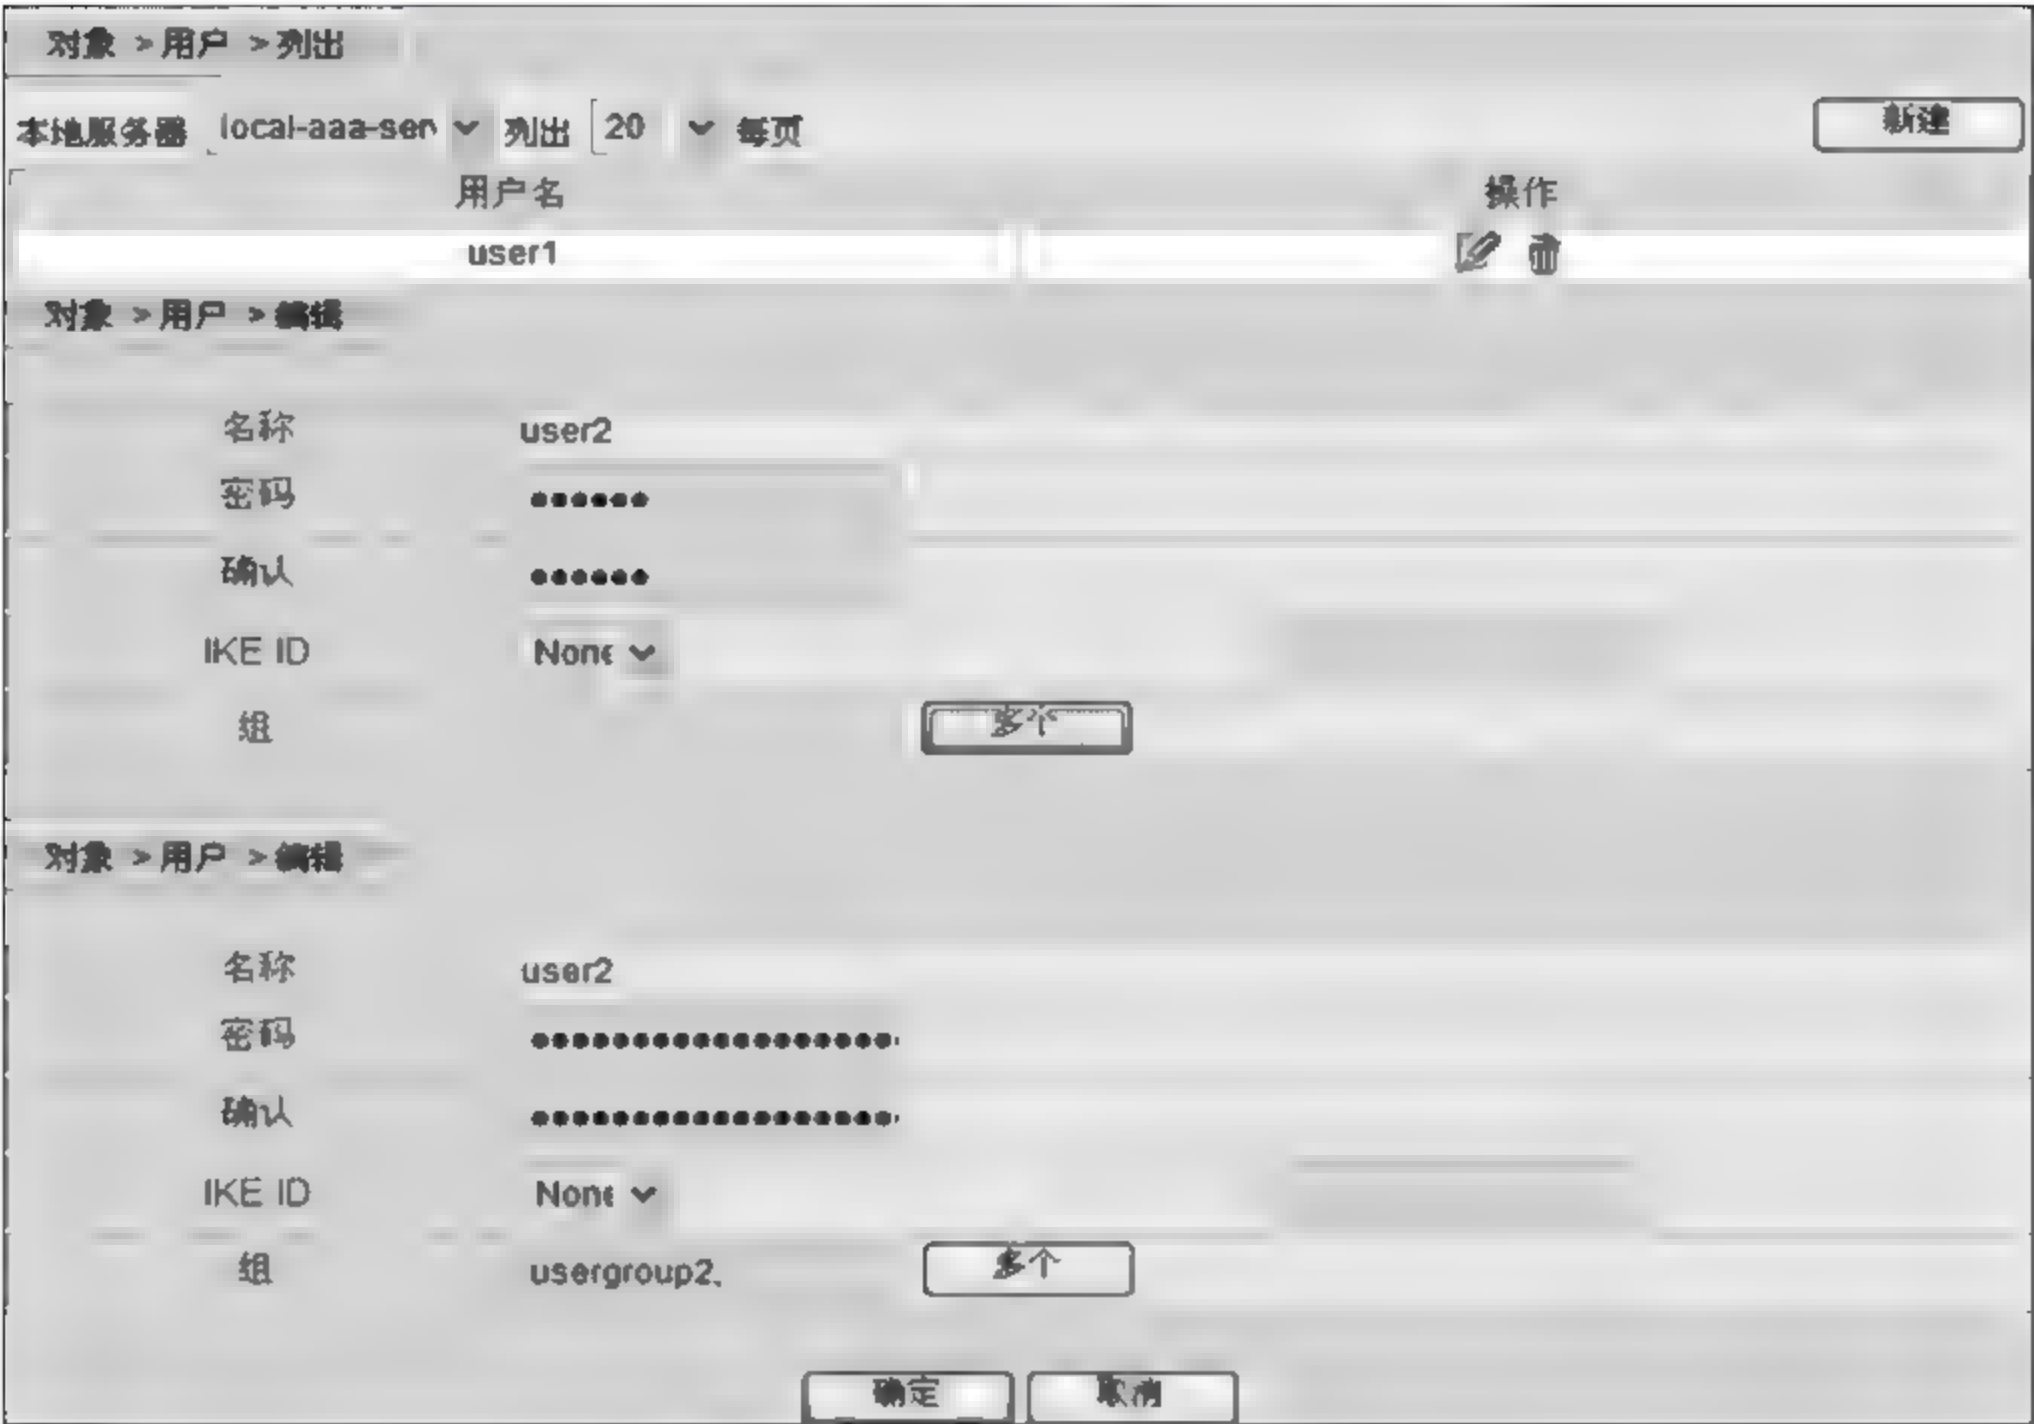 对象 >用户 >列出
本地服务器 local-aaa-ser 列出 20 每页 新建
用户名 操作
user1
对象 >用户 >编辑
名称 user2
密码 ●●●●●●
确认 ●●●●●●
IKE ID None
组 多个
对象 >用户 >编辑
名称 user2
密码 ●●●●●●●●●●●●●●●●●●
确认 ●●●●●●●●●●●●●●●●●●
IKE ID None
组 usergroup2, 多个
确定 取消